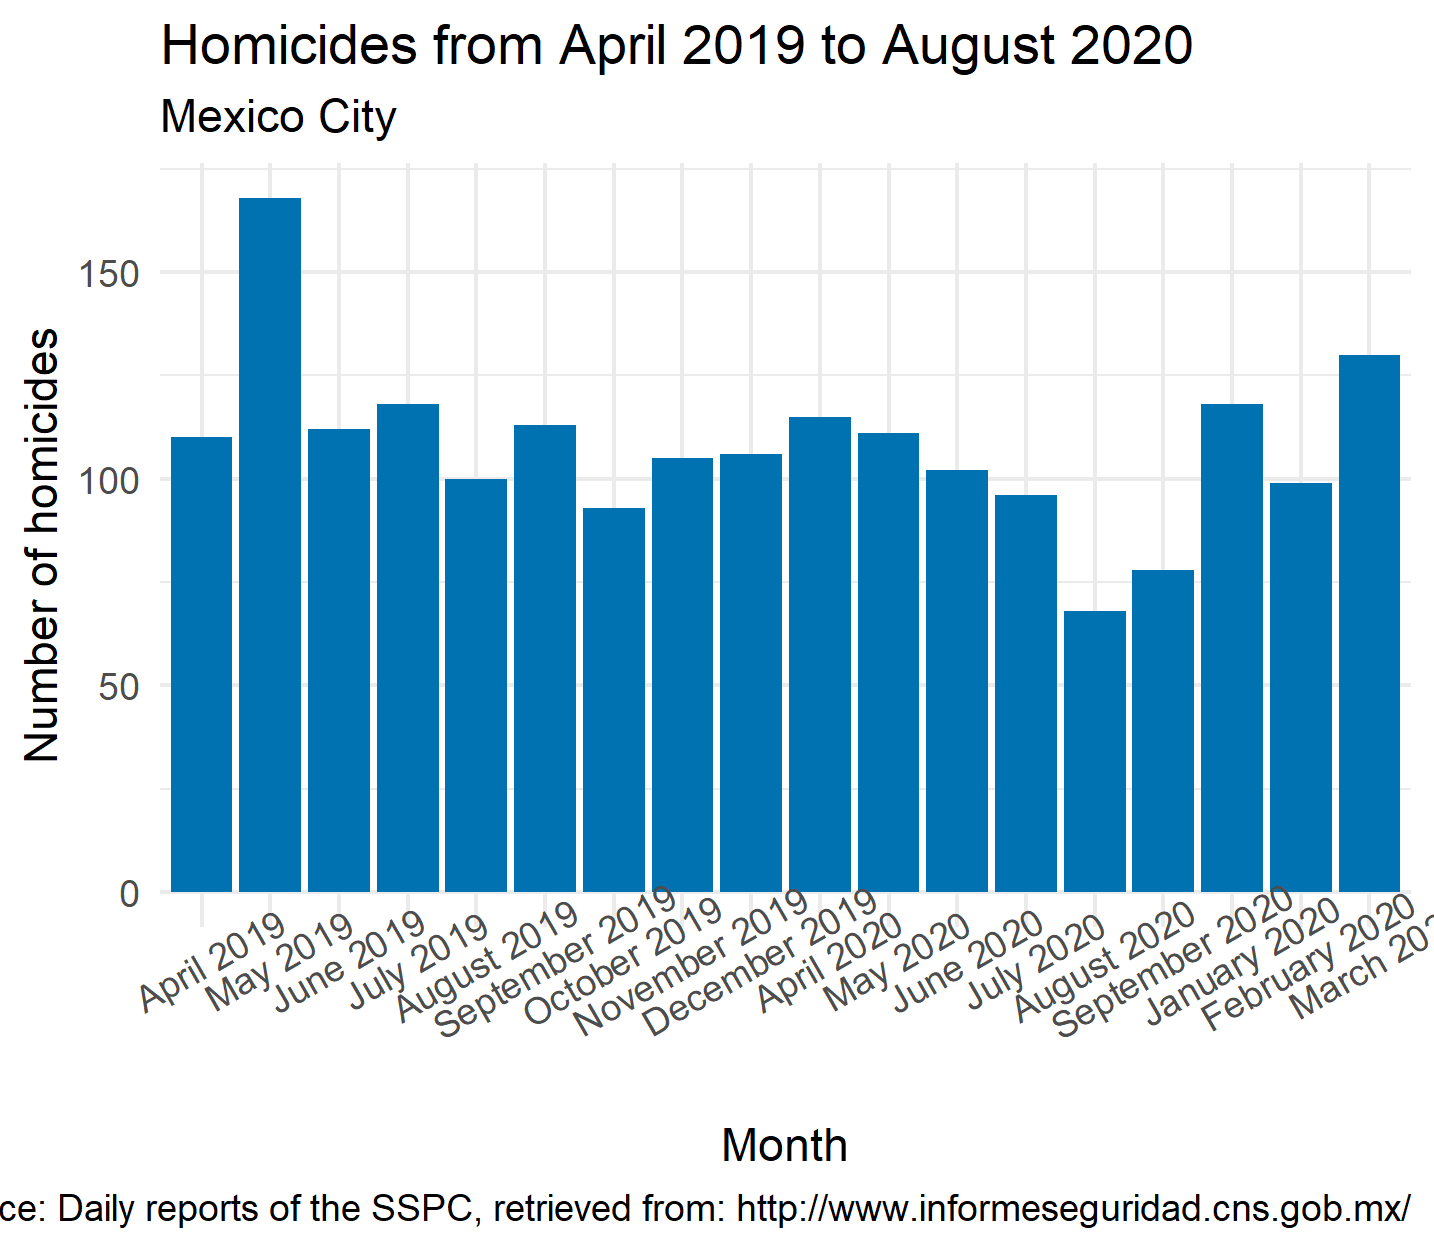 Homicides from April 2019 to August 2020
Mexico City
Number of homicides
150
100
50
0
April 2019
May 2019
June 2019
July 2019
August 2019
September 2019
October 2019
November 2019
December 2019
April 2020
May 2020
June 2020
July 2020
August 2020
September 2020
January 2020
February 2020
March 202
Month
ce: Daily reports of the SSPC, retrieved from: http://www.informeseguridad.cns.gob.mx/